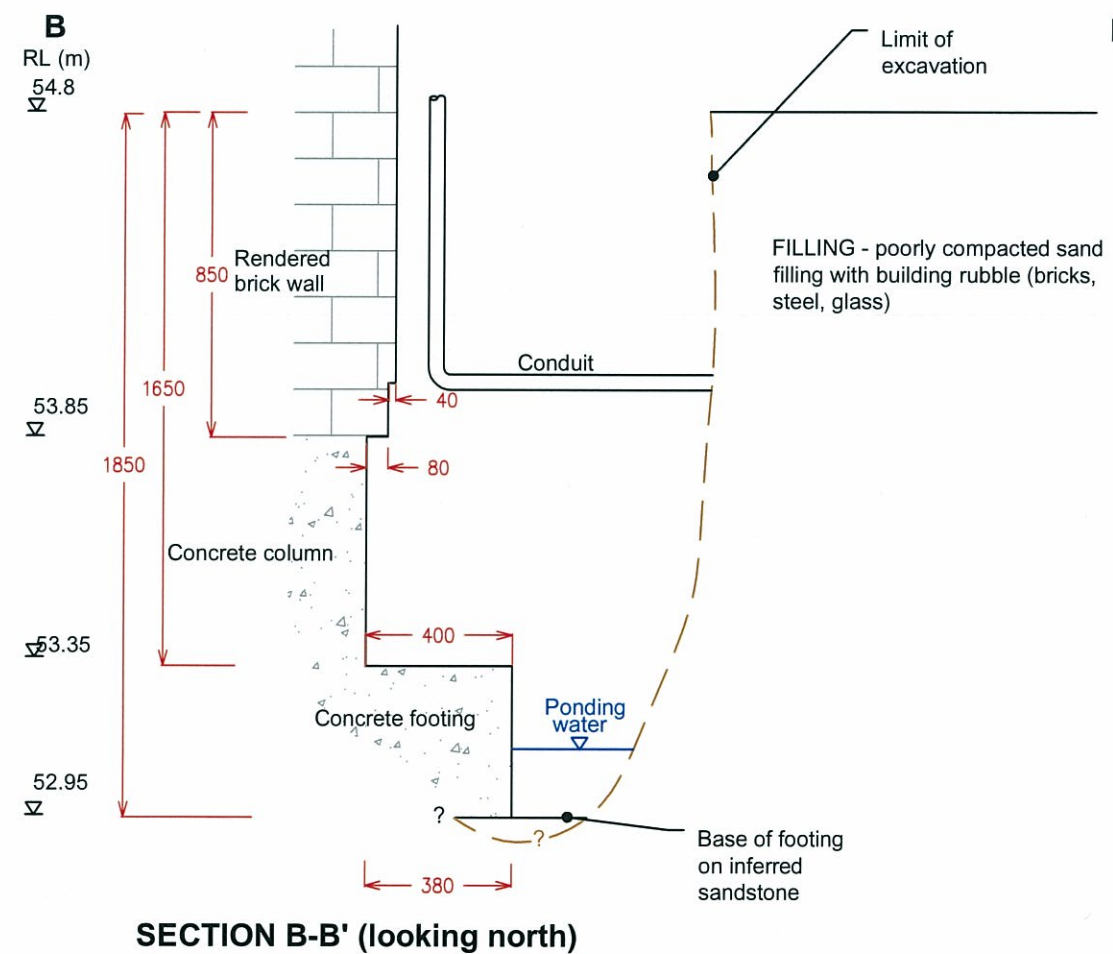 B
RL (m)
54.8
Limit of
excavation
850
Rendered
brick wall
FILLING - poorly compacted sand
filling with building rubble (bricks,
steel, glass)
Conduit
1650
40
53.85
1850
80
Concrete column
53.35
400
Concrete footing
Ponding
water
52.95
?
?
Base of footing
on inferred
sandstone
380
SECTION B-B' (looking north)